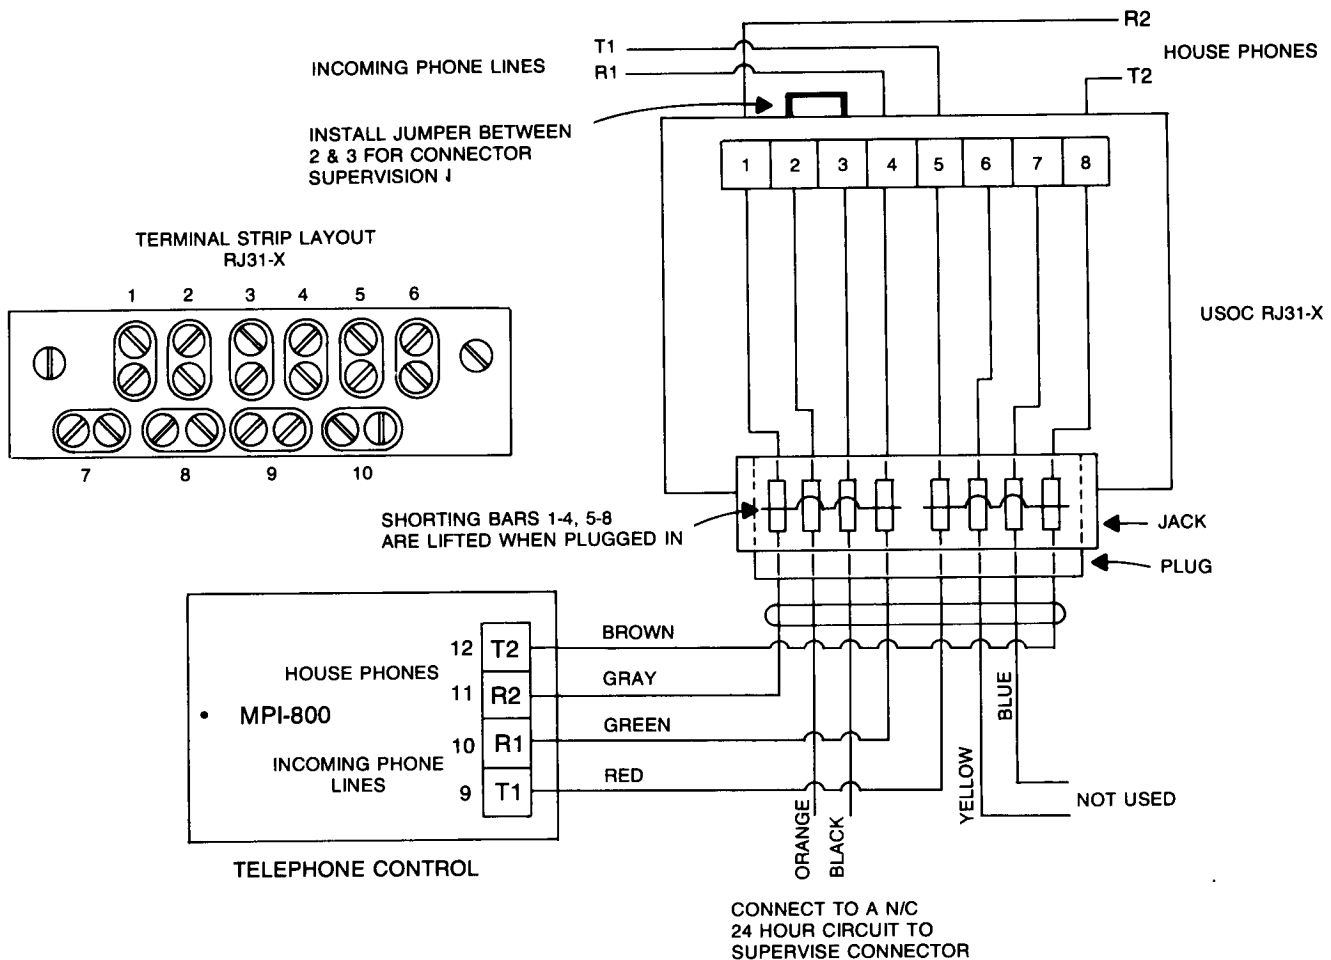 R2
T1
HOUSE PHONES
INCOMING PHONE LINES
R1
T2
INSTALL JUMPER BETWEEN
2 & 3 FOR CONNECTOR
SUPERVISION
1 2 3 4 5 6 7 8
TERMINAL STRIP LAYOUT
RJ31-X
1 2 3 4 5 6
USOC RJ31-X
7 8 9 10
SHORTING BARS 1-4, 5-8
ARE LIFTED WHEN PLUGGED IN
JACK
PLUG
HOUSE PHONES
• MPI-800
INCOMING PHONE
LINES
12 T2 BROWN
11 R2 GRAY
10 R1 GREEN
9 T1 RED
TELEPHONE CONTROL
ORANGE
BLACK
YELLOW
BLUE
NOT USED
CONNECT TO A N/C
24 HOUR CIRCUIT TO
SUPERVISE CONNECTOR